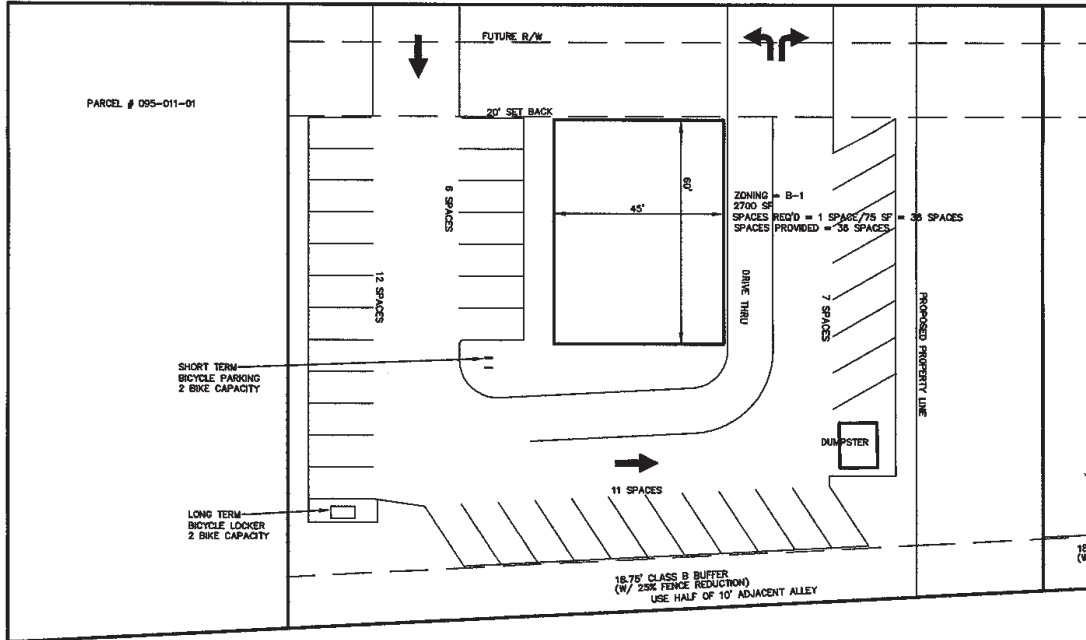 FUTURE R/W
PARCEL # 095-011-01
20' SET BACK
6 SPACES
60'
45'
ZONING = B-1
2700 SF
SPACES REQ'D = 1 SPACE/75 SF = 36 SPACES
SPACES PROVIDED = 36 SPACES
12 SPACES
DRIVE THRU
7 SPACES
PROPOSED PROPERTY LINE
SHORT TERM
BICYCLE PARKING
2 BIKE CAPACITY
DUMPSTER
11 SPACES
LONG TERM
BICYCLE LOCKER
2 BIKE CAPACITY
18.75' CLASS B BUFFER
(W/ 25% FENCE REDUCTION)
USE HALF OF 10' ADJACENT ALLEY
18
(W